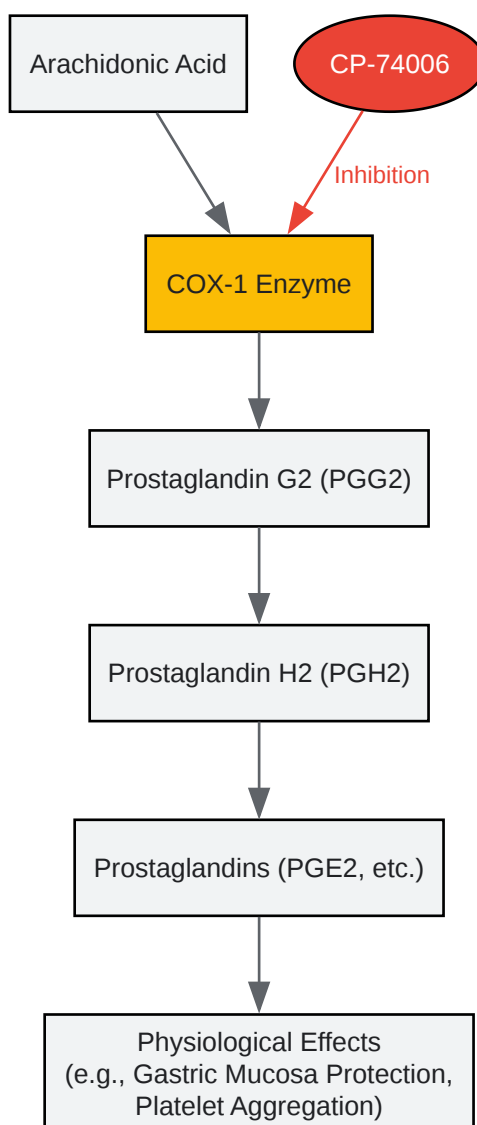 Arachidonic Acid
CP-74006
Inhibition
COX-1 Enzyme
Prostaglandin G2 (PGG2)
Prostaglandin H2 (PGH2)
Prostaglandins (PGE2, etc.)
Physiological Effects
(e.g., Gastric Mucosa Protection,
Platelet Aggregation)